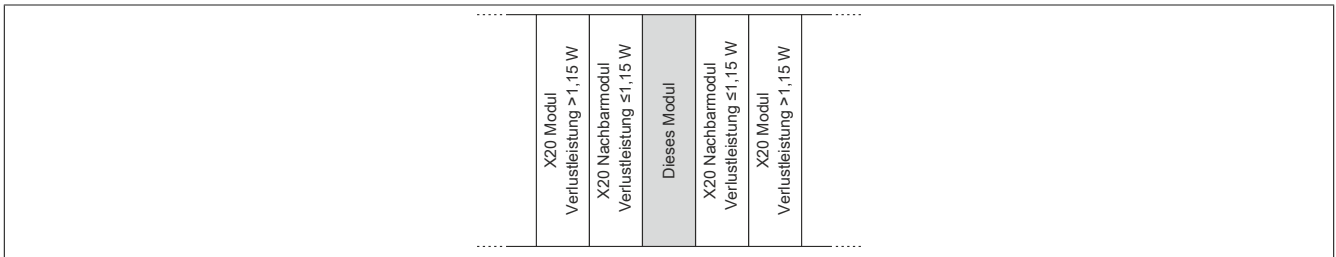 X20 Modul
Verlustleistung >1,15 W
X20 Nachbarmodul
Verlustleistung ≤1,15 W
Dieses Modul
X20 Nachbarmodul
Verlustleistung ≤1,15 W
X20 Modul
Verlustleistung >1,15 W